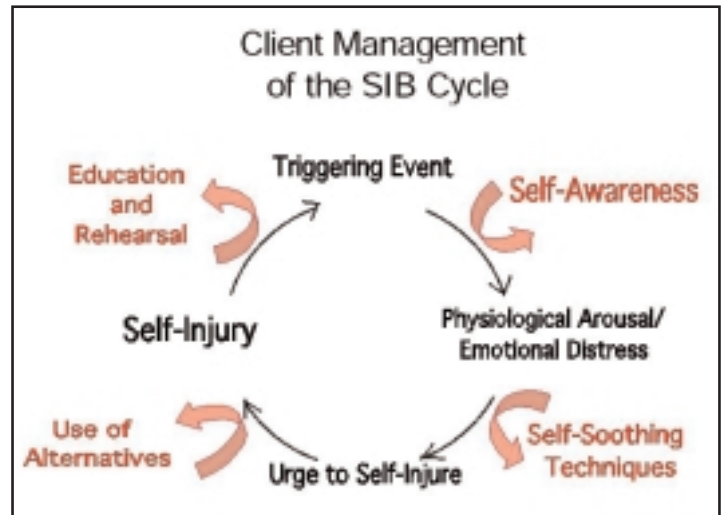 Client Management
of the SIB Cycle
Triggering Event
Education
and
Rehearsal
Self-Awareness
Self-Injury
Physiological Arousal/
Emotional Distress
Use of
Alternatives
Urge to Self-Injure
Self-Soothing
Techniques